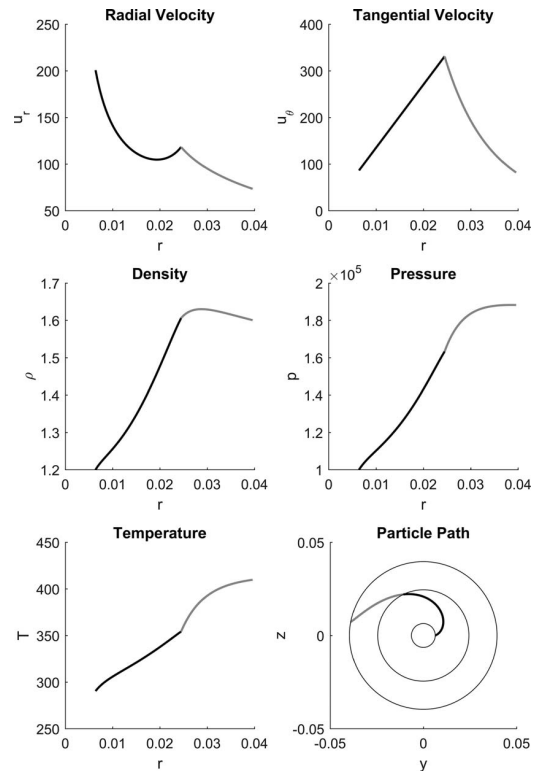 Radial Velocity
250
200
150
100
50
u_r
0 0.01 0.02 0.03 0.04
r
Tangential Velocity
400
300
200
100
0
u_θ
0 0.01 0.02 0.03 0.04
r
Density
1.7
1.6
1.5
1.4
1.3
1.2
ρ
0 0.01 0.02 0.03 0.04
r
Pressure
×10^5
2
1.8
1.6
1.4
1.2
1
p
0 0.01 0.02 0.03 0.04
r
Temperature
450
400
350
300
250
T
0 0.01 0.02 0.03 0.04
r
Particle Path
0.05
0
-0.05
z
-0.05 0 0.05
y